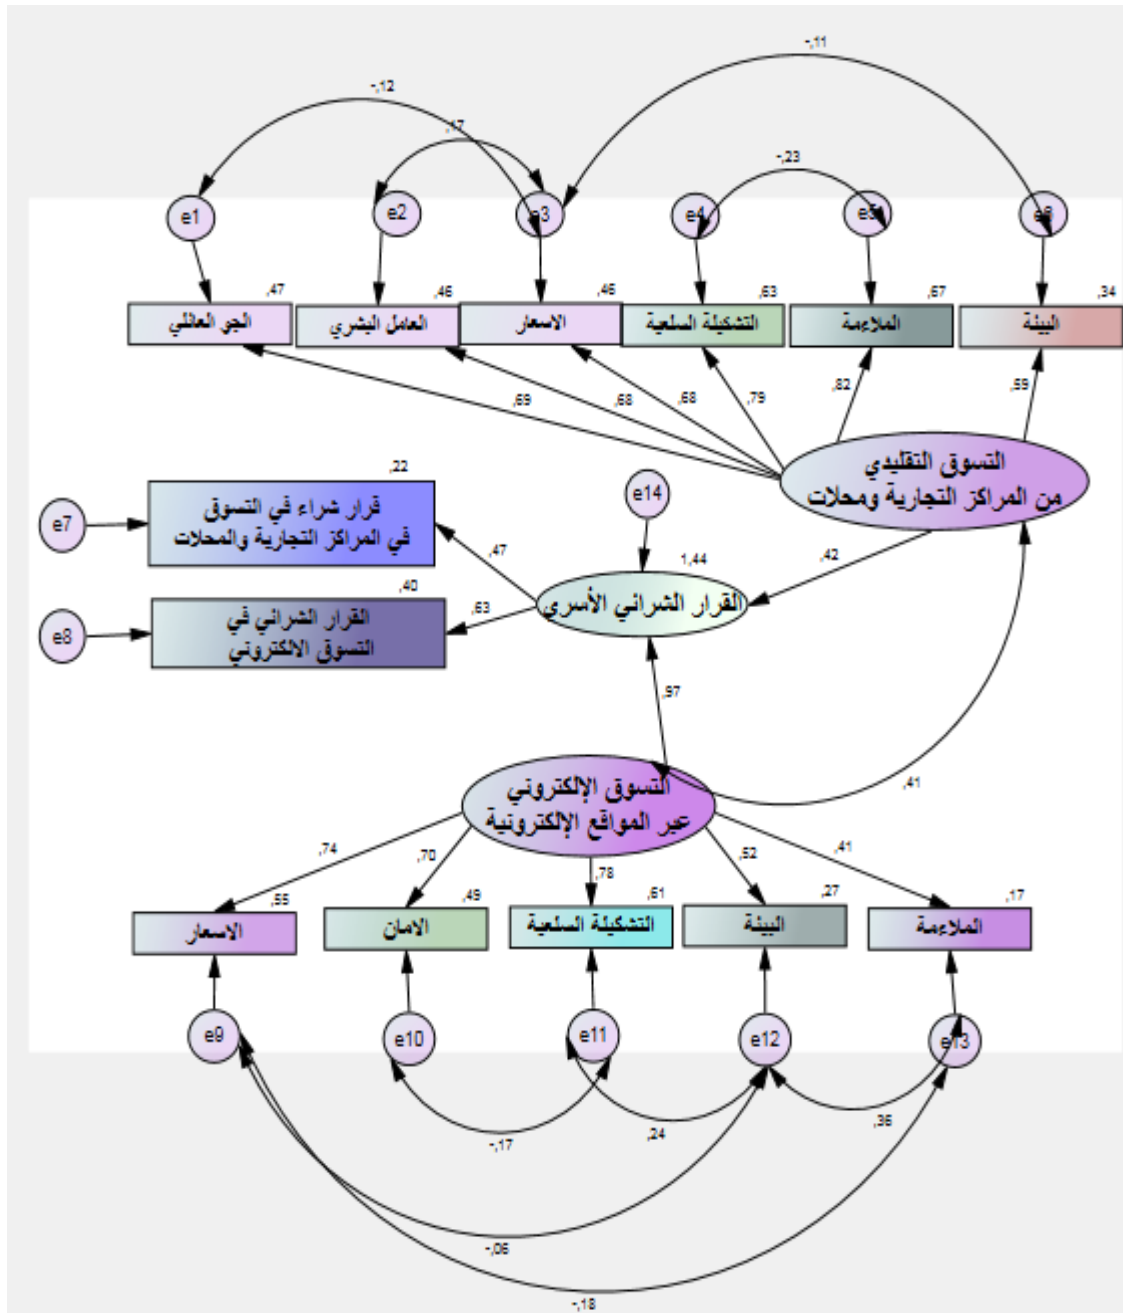 -,11
-,12
,17
-,23
e1
e2
e3
e4
e5
e6
,47
,46
,46
,63
,67
,34
الجو العائلي
العامل البشري
الاسعار
التشكيلة السلعية
الملاءمة
البيئة
,69
,68
,68
,79
,82
,59
التسوق التقليدي
من المراكز التجارية ومحلات
,22
e14
e7
قرار شراء في التسوق
في المراكز التجارية والمحلات
,47
1,44
,42
,40
القرار الشرائي الأسري
e8
القرار الشرائي في
التسوق الالكتروني
,63
,97
التسوق الإلكتروني
عبر المواقع الإلكترونية
,41
,74
,70
,78
,52
,41
,55
,49
,61
,27
,17
الاسعار
الامان
التشكيلة السلعية
البيئة
الملاءمة
e9
e10
e11
e12
e13
-,17
,24
,36
-,06
-,18